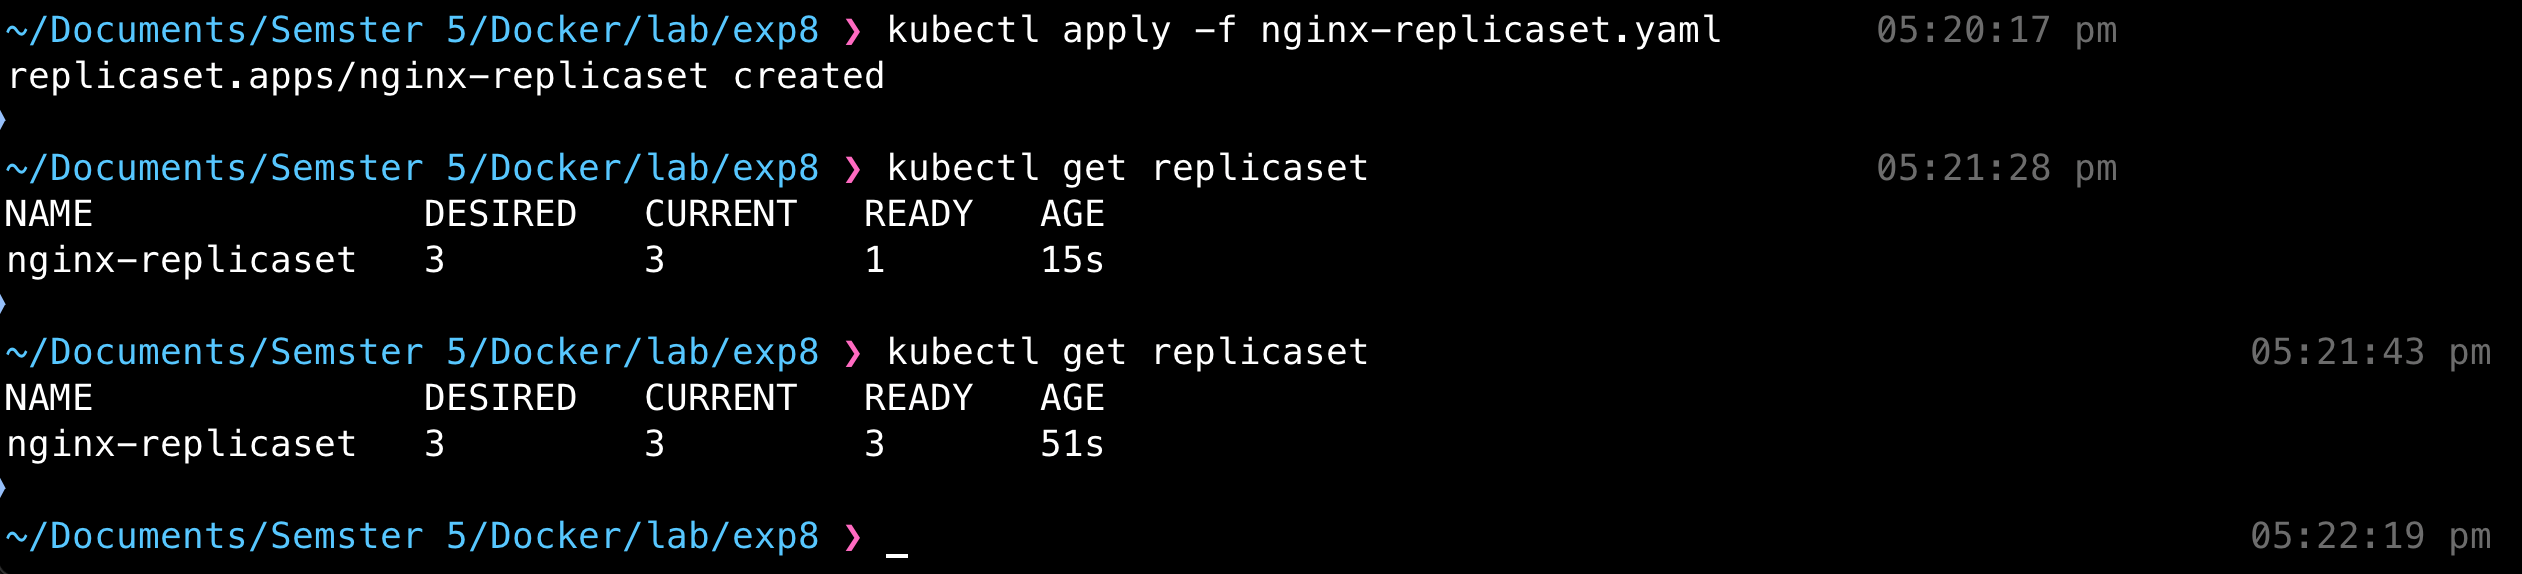 ~/Documents/Semster 5/Docker/lab/exp8 ❯ kubectl apply -f nginx-replicaset.yaml 05:20:17 pm
replicaset.apps/nginx-replicaset created
~/Documents/Semster 5/Docker/lab/exp8 ❯ kubectl get replicaset 05:21:28 pm
NAME DESIRED CURRENT READY AGE
nginx-replicaset 3 3 1 15s
~/Documents/Semster 5/Docker/lab/exp8 ❯ kubectl get replicaset 05:21:43 pm
NAME DESIRED CURRENT READY AGE
nginx-replicaset 3 3 3 51s
~/Documents/Semster 5/Docker/lab/exp8 ❯ _ 05:22:19 pm